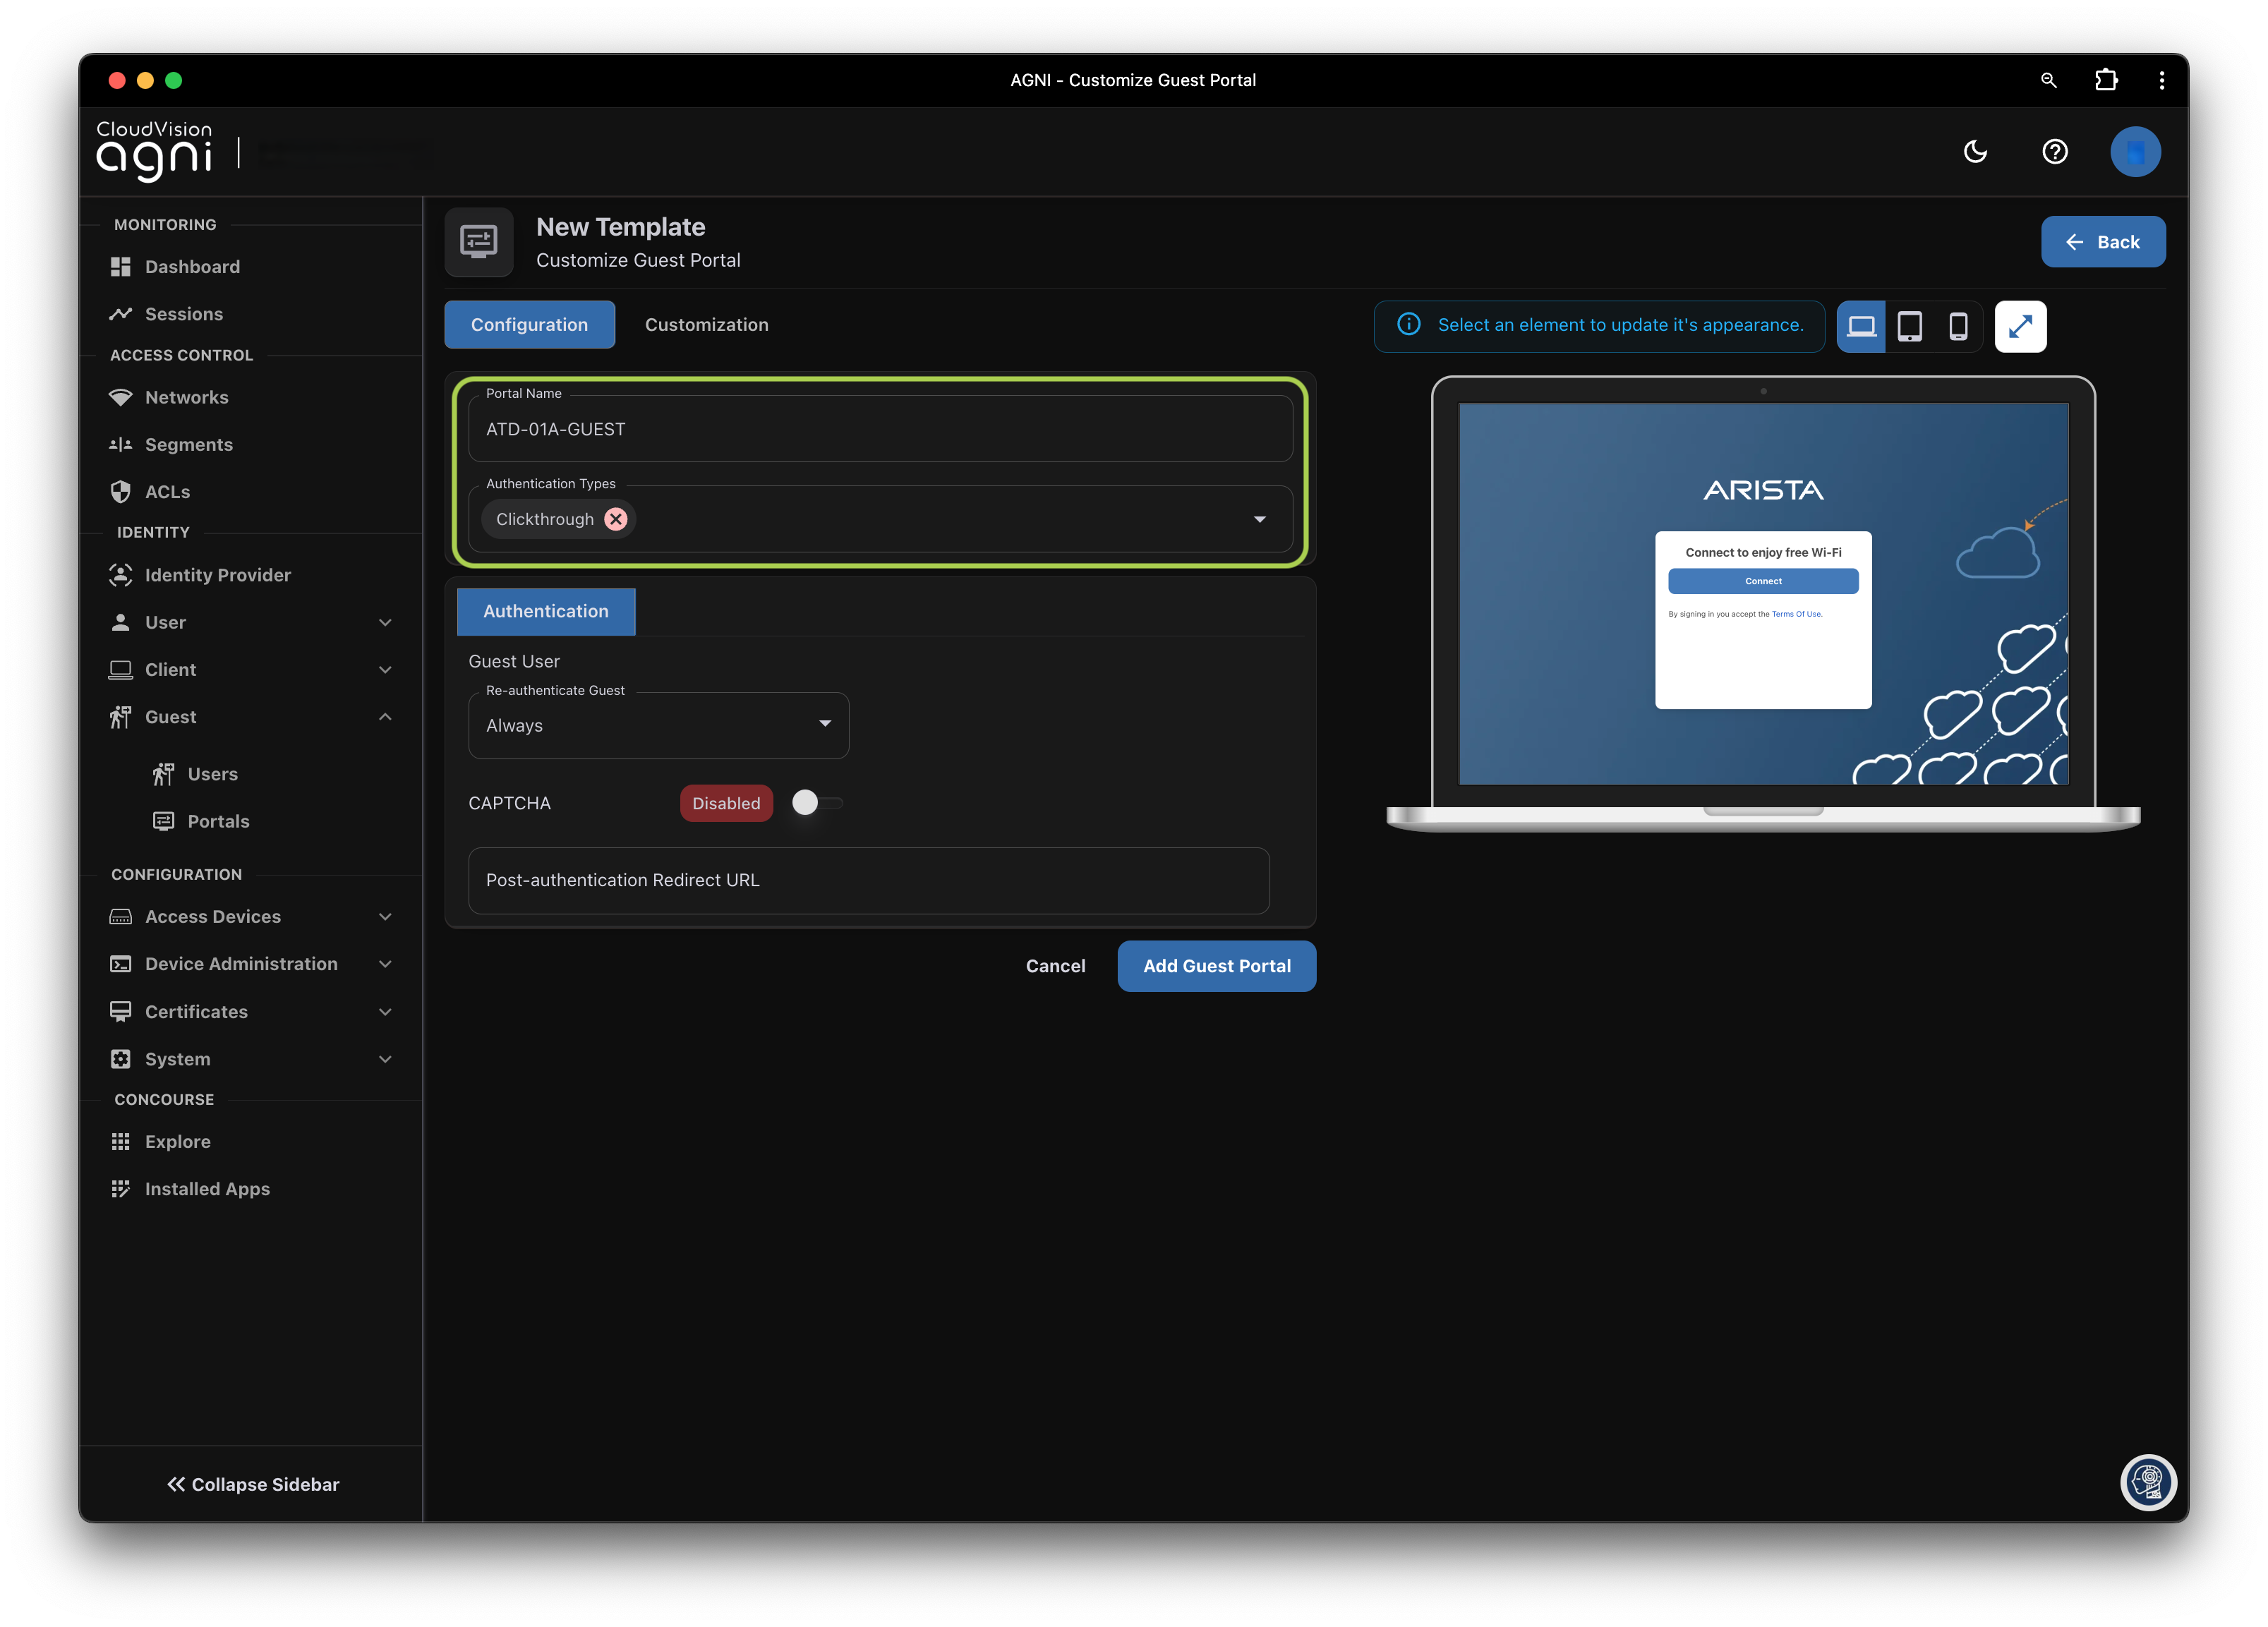 AGNI - Customize Guest Portal
CloudVision
agni
MONITORING
Dashboard
Sessions
ACCESS CONTROL
Networks
Segments
ACLs
IDENTITY
Identity Provider
User
Client
Guest
Users
Portals
CONFIGURATION
Access Devices
Device Administration
Certificates
System
CONCOURSE
Explore
Installed Apps
Collapse Sidebar
New Template
Customize Guest Portal
Back
Configuration
Customization
Select an element to update it's appearance.
Portal Name
ATD-01A-GUEST
Authentication Types
Clickthrough
Authentication
Guest User
Re-authenticate Guest
Always
CAPTCHA
Disabled
Post-authentication Redirect URL
Cancel
Add Guest Portal
ARISTA
Connect to enjoy free Wi-Fi
Connect
By signing in you accept the Terms Of Use.